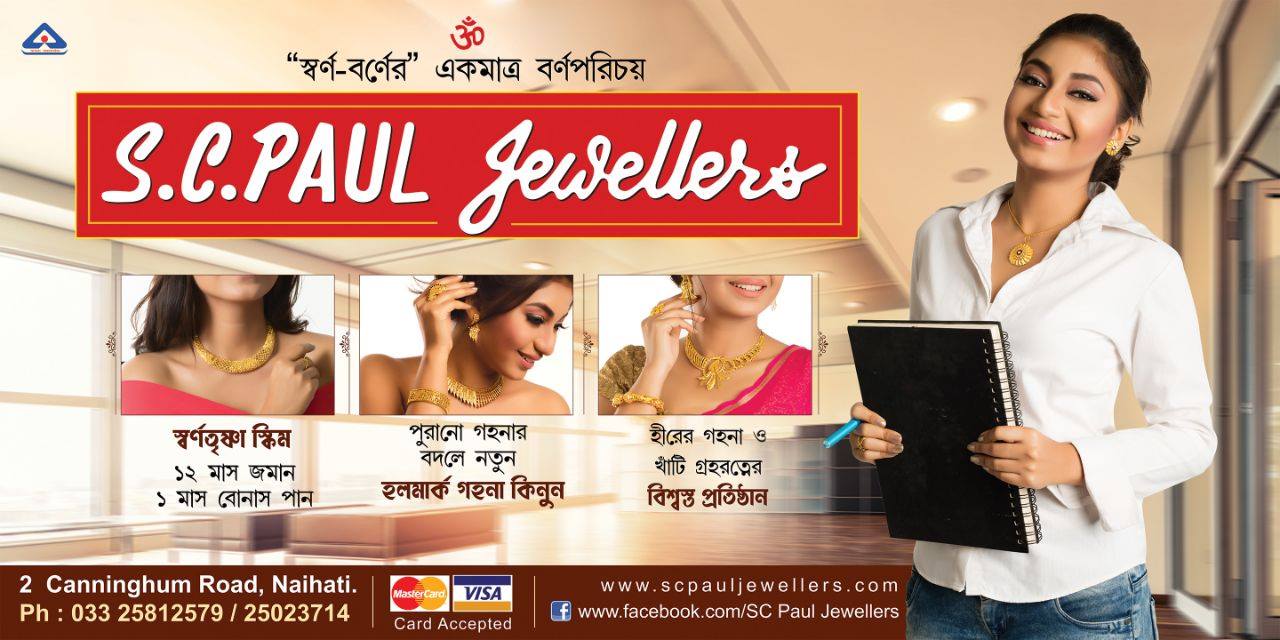 ॐ
“স্বর্ণ-বর্ণের” একমাত্র বর্ণপরিচয়
S.C.PAUL Jewellers
স্বর্ণতৃষ্ণা স্কিম
১২ মাস জমান
১ মাস বোনাস পান
পুরানো গহনার
বদলে নতুন
হলমার্ক গহনা কিনুন
হীরের গহনা ও
খাঁটি গ্রহরত্নের
বিশ্বস্ত প্রতিষ্ঠান
2 Canninghum Road, Naihati.
Ph : 033 25812579 / 25023714
MasterCard VISA
Card Accepted
www.scpauljewellers.com
f www.facebook.com/SC Paul Jewellers